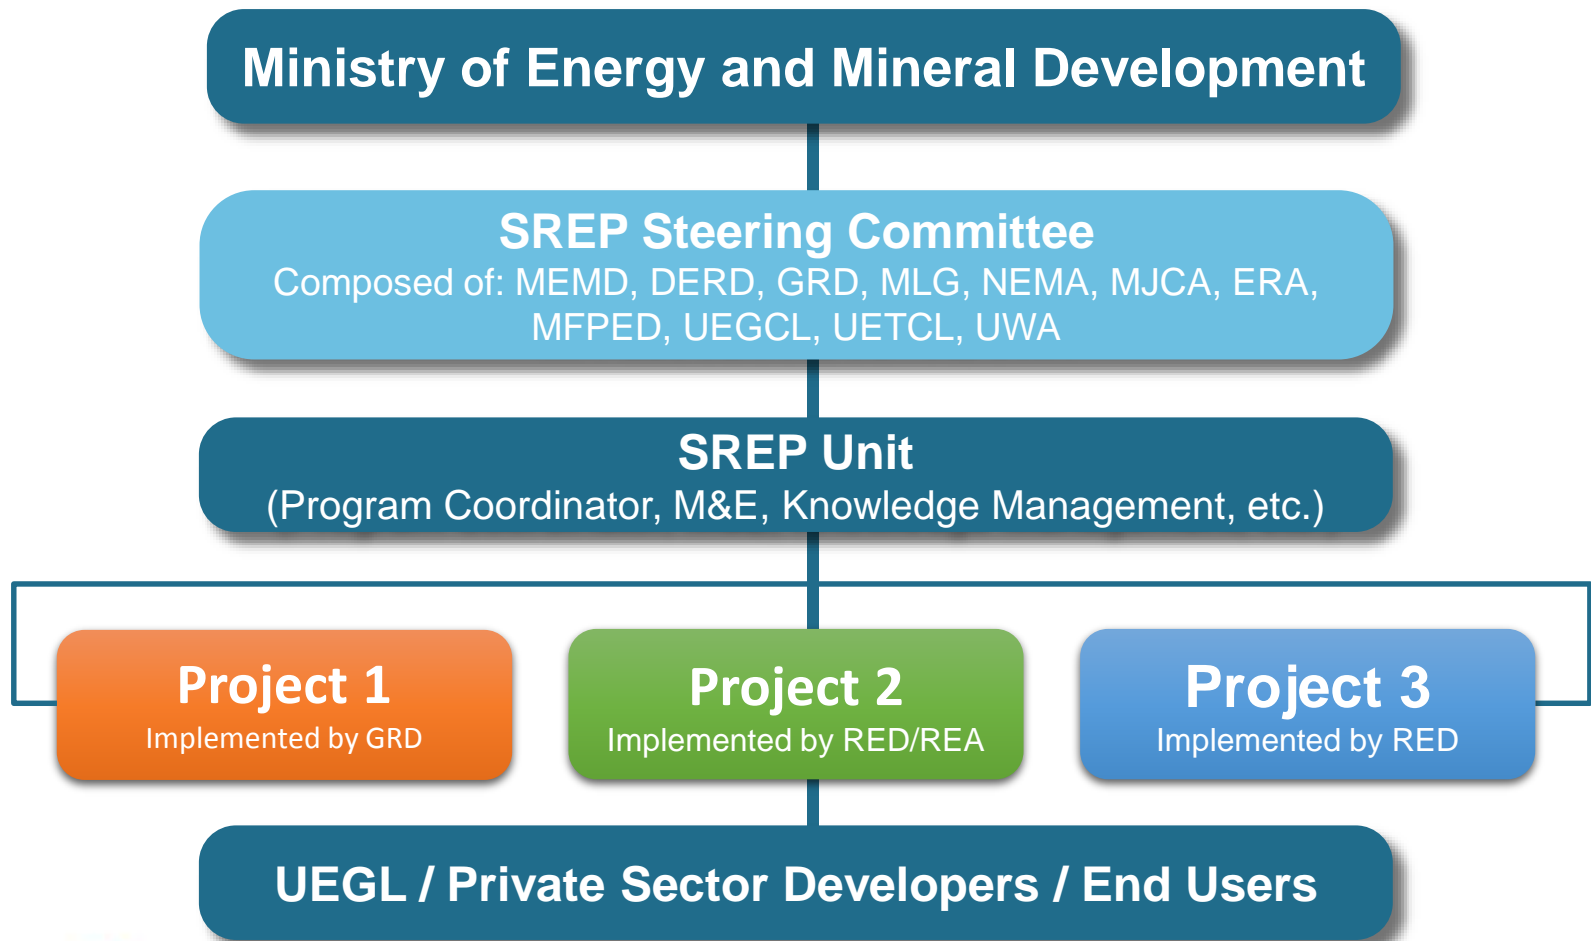 Ministry of Energy and Mineral Development
SREP Steering Committee
Composed of: MEMD, DERD, GRD, MLG, NEMA, MJCA, ERA,
MFPED, UEGCL, UETCL, UWA
SREP Unit
(Program Coordinator, M&E, Knowledge Management, etc.)
Project 1
Implemented by GRD
Project 2
Implemented by RED/REA
Project 3
Implemented by RED
UEGL / Private Sector Developers / End Users